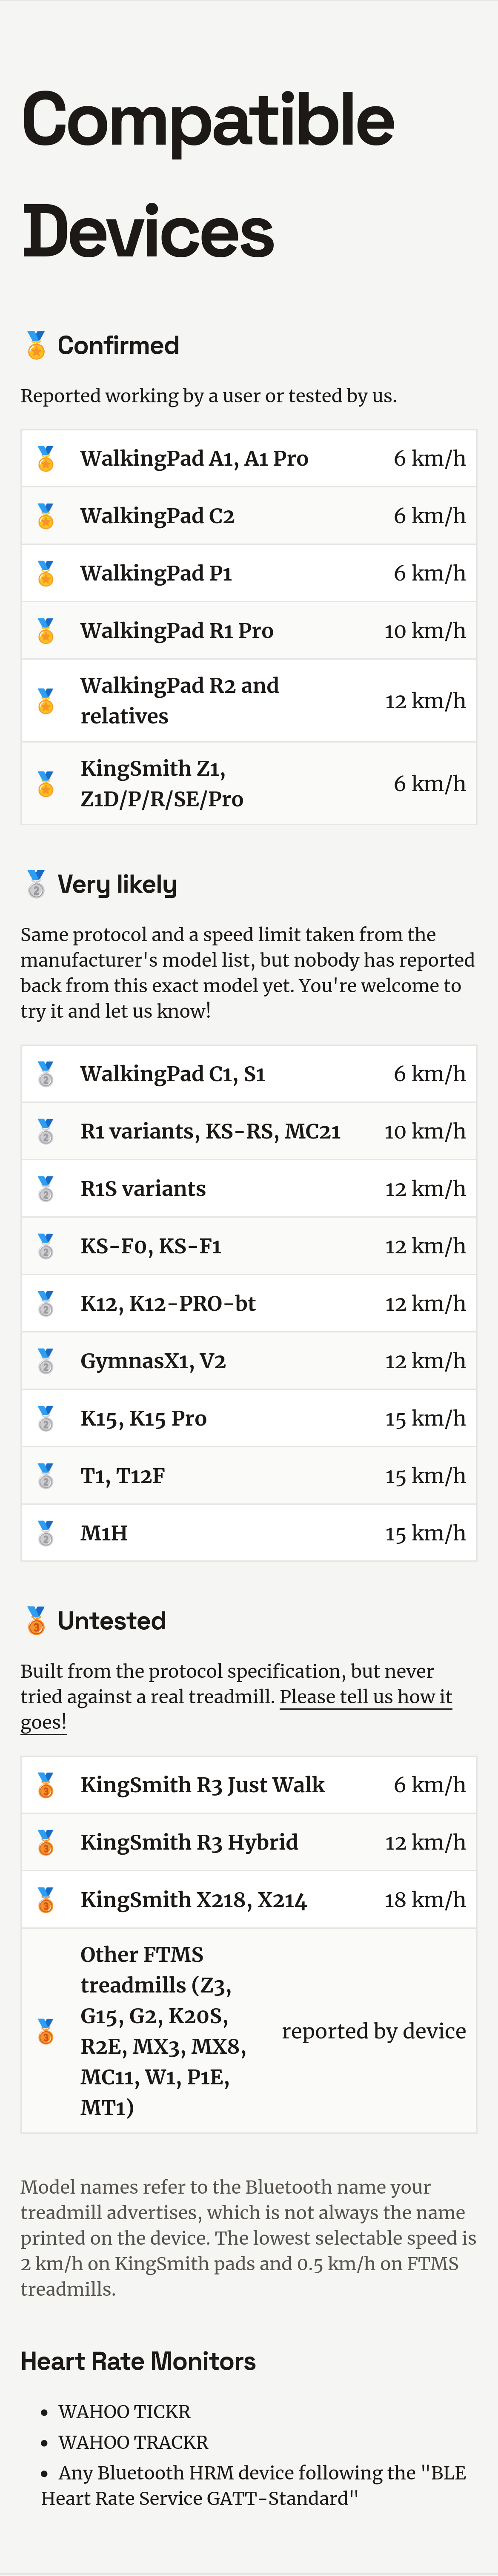 Compatible
Devices
🏅 Confirmed
Reported working by a user or tested by us.
🏅 WalkingPad A1, A1 Pro 6 km/h
🏅 WalkingPad C2 6 km/h
🏅 WalkingPad P1 6 km/h
🏅 WalkingPad R1 Pro 10 km/h
🏅 WalkingPad R2 and
relatives 12 km/h
🏅 KingSmith Z1,
Z1D/P/R/SE/Pro 6 km/h
🥈 Very likely
Same protocol and a speed limit taken from the
manufacturer's model list, but nobody has reported
back from this exact model yet. You're welcome to
try it and let us know!
🥈 WalkingPad C1, S1 6 km/h
🥈 R1 variants, KS-RS, MC21 10 km/h
🥈 R1S variants 12 km/h
🥈 KS-F0, KS-F1 12 km/h
🥈 K12, K12-PRO-bt 12 km/h
🥈 GymnasX1, V2 12 km/h
🥈 K15, K15 Pro 15 km/h
🥈 T1, T12F 15 km/h
🥈 M1H 15 km/h
🥉 Untested
Built from the protocol specification, but never
tried against a real treadmill. Please tell us how it
goes!
🥉 KingSmith R3 Just Walk 6 km/h
🥉 KingSmith R3 Hybrid 12 km/h
🥉 KingSmith X218, X214 18 km/h
🥉 Other FTMS
treadmills (Z3,
G15, G2, K20S,
R2E, MX3, MX8,
MC11, W1, P1E,
MT1) reported by device
Model names refer to the Bluetooth name your
treadmill advertises, which is not always the name
printed on the device. The lowest selectable speed is
2 km/h on KingSmith pads and 0.5 km/h on FTMS
treadmills.
Heart Rate Monitors
• WAHOO TICKR
• WAHOO TRACKR
• Any Bluetooth HRM device following the "BLE
Heart Rate Service GATT-Standard"